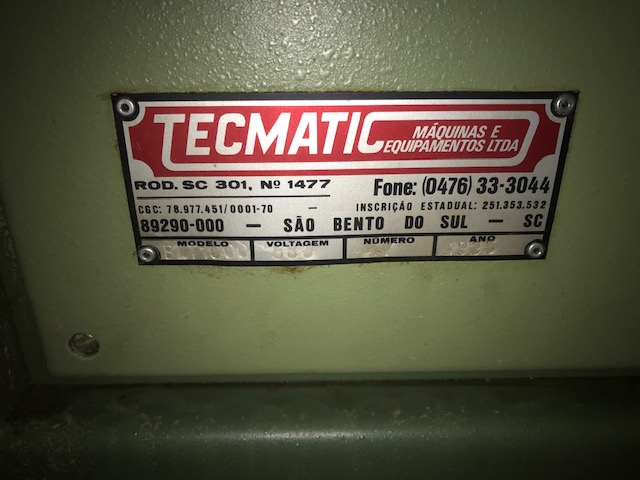 TECMATIC MÁQUINAS E
EQUIPAMENTOS LTDA
ROD. SC 301, Nº 1477 Fone: (0476) 33-3044
CGC: 78.977.451/0001-70 – INSCRIÇÃO ESTADUAL: 251.353.532
89290-000 – SÃO BENTO DO SUL – SC
MODELO VOLTAGEM NÚMERO ANO